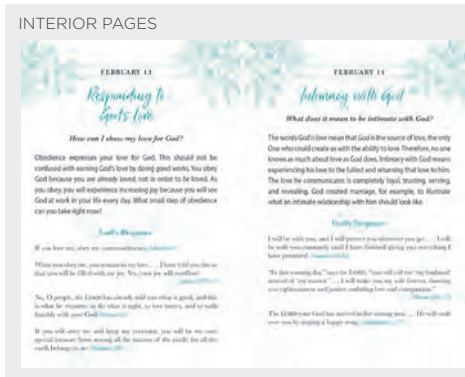 INTERIOR PAGES
FEBRUARY 13
Responding to
God's love
How can I show my love for God?
Obedience expresses your love for God. This should not be
confused with earning God's love by doing good works. You obey
God because you are already loved, not in order to be loved. As
you obey, you will experience increasing joy because you will see
God at work in your life every day. What small step of obedience
can you take right now?
God's Response
If you love me, obey my commandments.
When you obey my commandments, you remain in my love. . . . I have told you this so
that you will be filled with my joy. Yes, your joy will overflow!
No, O people, the LORD has already told you what is good, and this
is what he requires: to do what is right, to love mercy, and to walk
humbly with your God.
If you will obey me and keep my covenant, you will be my own
special treasure from among all the nations of the earth; for all the
earth belongs to me.
FEBRUARY 14
Intimacy with God
What does it mean to be intimate with God?
The words God is love mean that God is the source of love, the only
One who could create us with the ability to love. Therefore, no one
knows as much about love as God does. Intimacy with God means
experiencing his love to the fullest and returning that love to him.
The love he communicates is completely loyal, trusting, serving,
and revealing. God created marriage, for example, to illustrate
what an intimate relationship with him should look like.
God's Response
I will be with you, and I will protect you wherever you go. . . . I will
be with you constantly until I have finished giving you everything I
have promised.
"In that coming day," says the LORD, "you will call me 'my husband'
instead of 'my master.' . . . I will make you my wife forever, showing
you righteousness and justice, unfailing love and compassion."
The LORD your God has arrived to live among you. . . . He will exult
over you by singing a happy song.